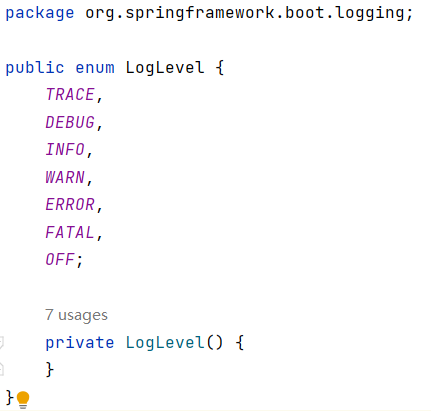 package org.springframework.boot.logging;
public enum LogLevel {
TRACE,
DEBUG,
INFO,
WARN,
ERROR,
FATAL,
OFF;
7 usages
private LogLevel() {
}
}